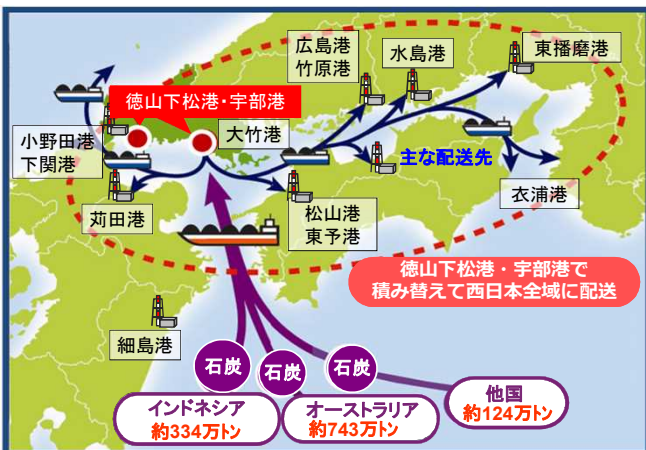 広島港
竹原港
水島港
東播磨港
徳山下松港・宇部港
小野田港
下関港
大竹港
主な配送先
衣浦港
苅田港
松山港
東予港
徳山下松港・宇部港で
積み替えて西日本全域に配送
細島港
石炭
石炭
石炭
インドネシア
約334万トン
オーストラリア
約743万トン
他国
約124万トン